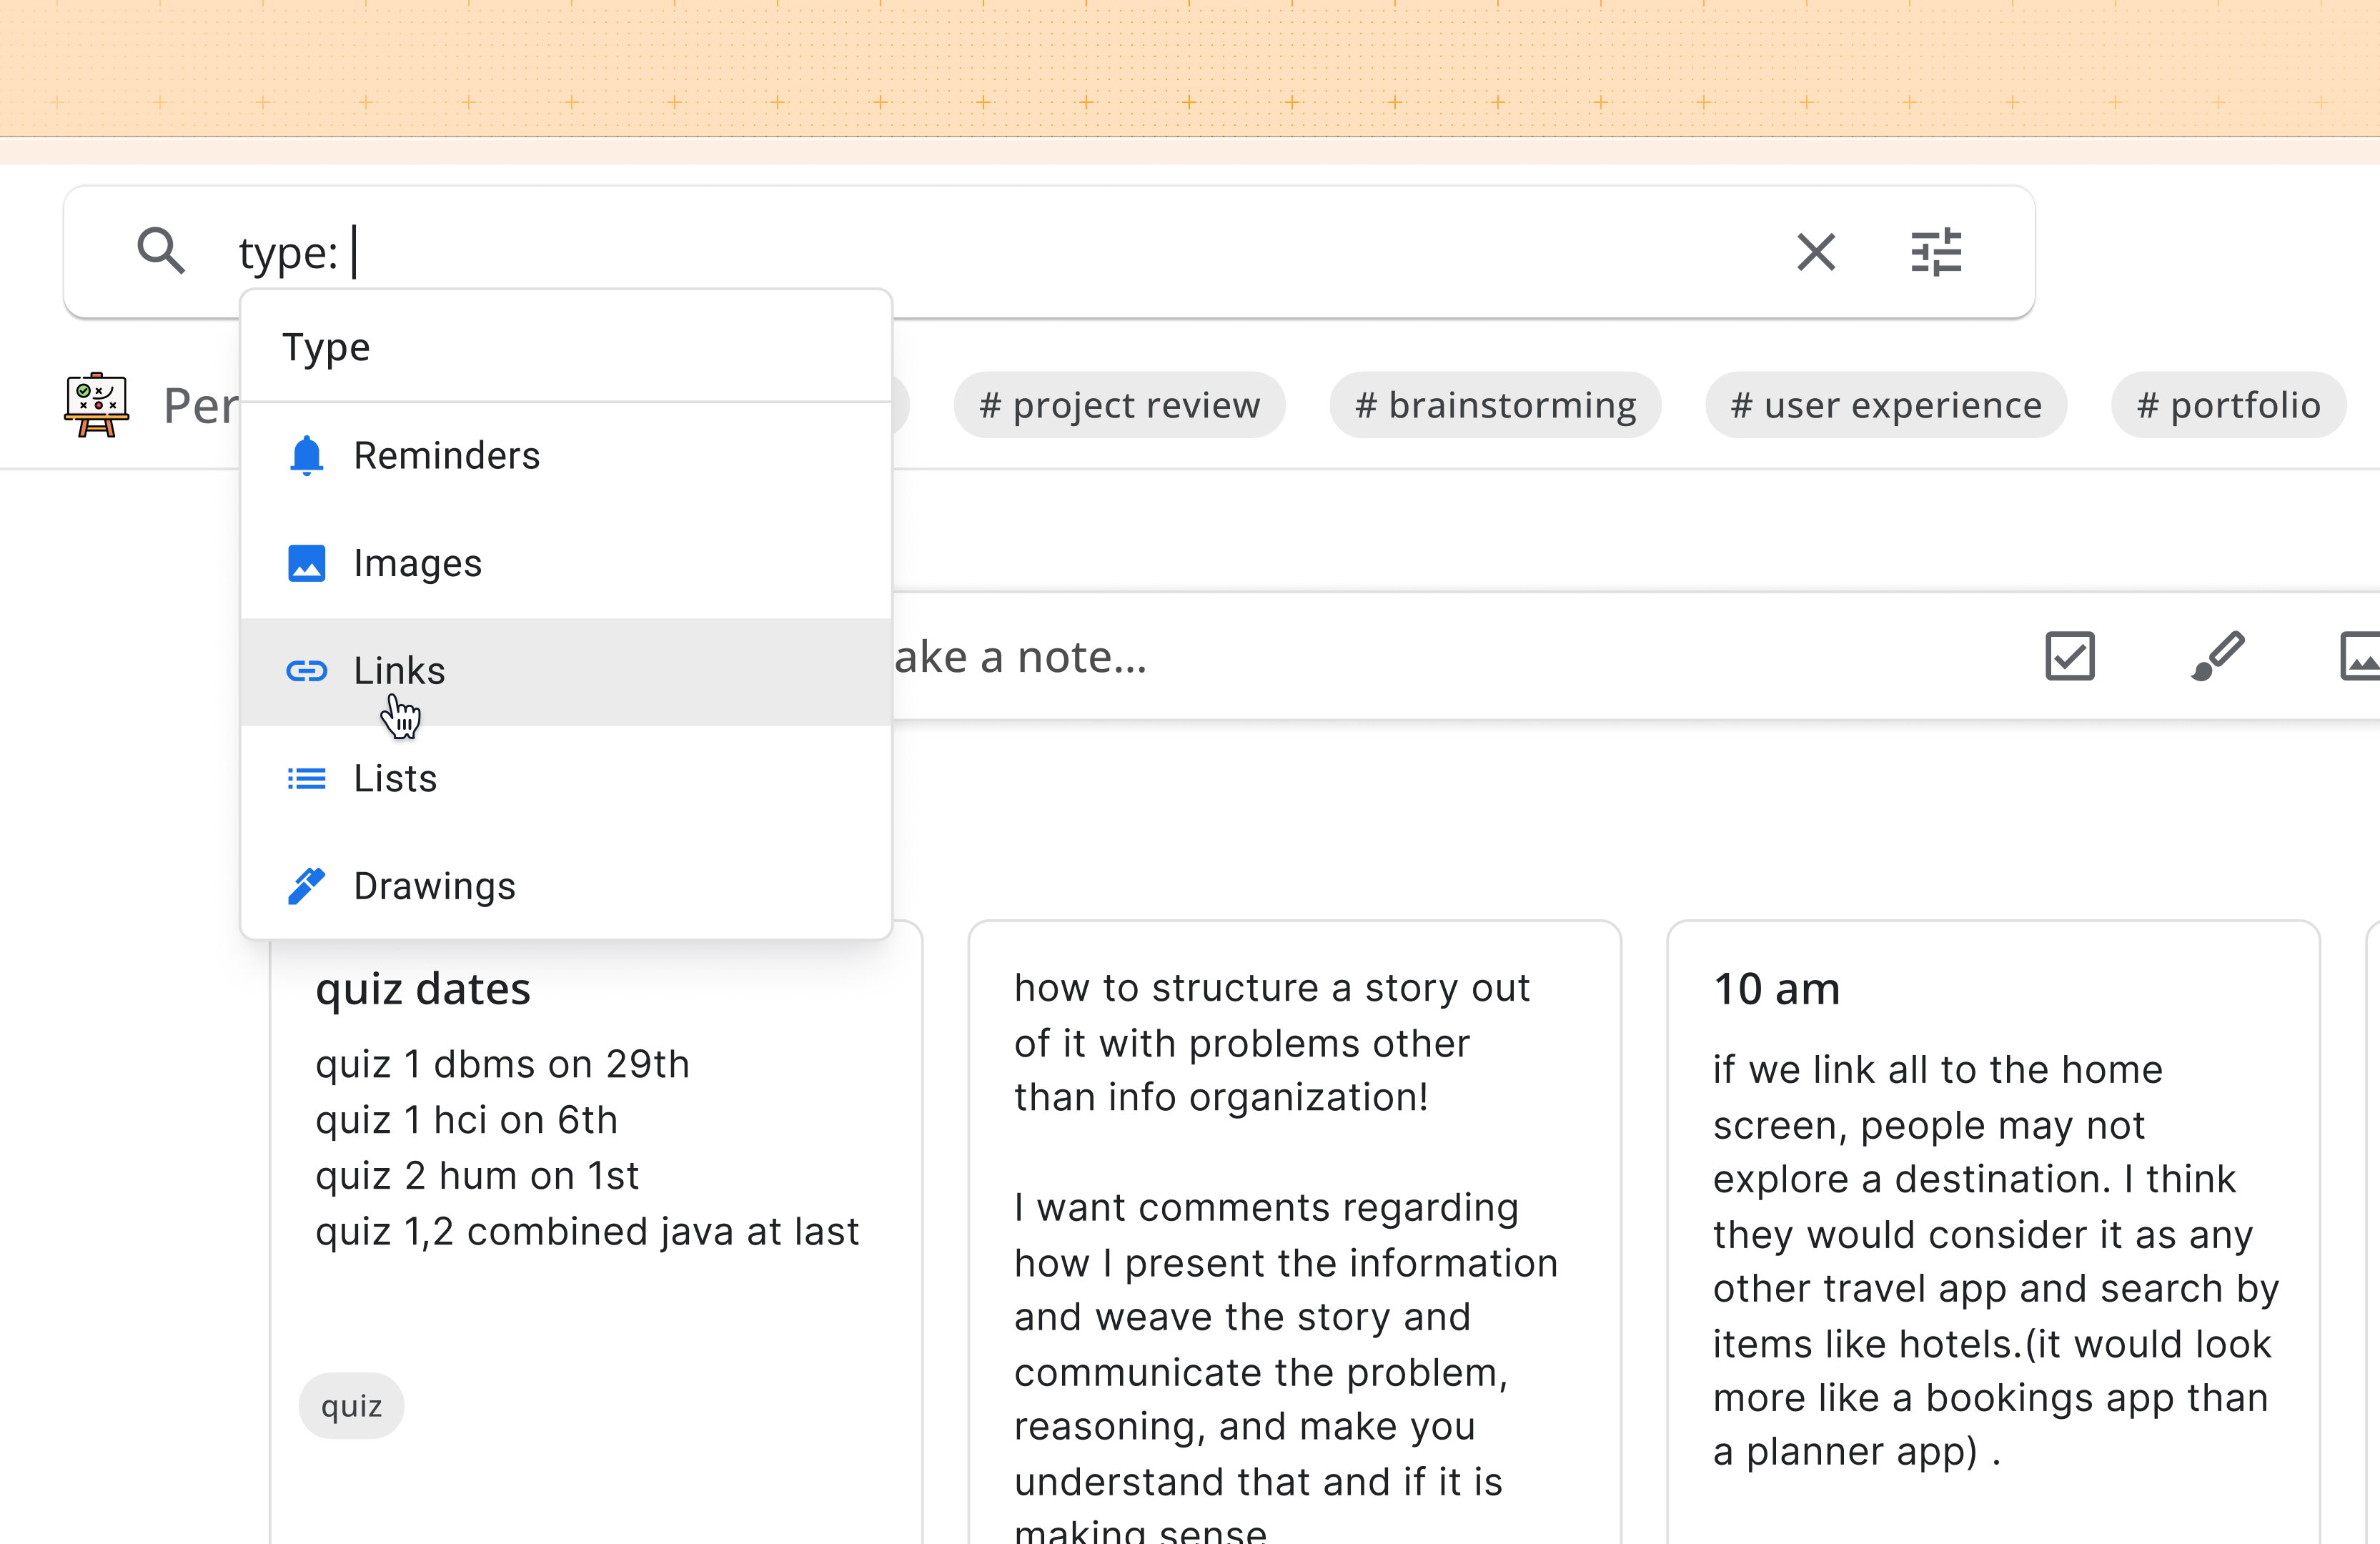 type:
Type
Reminders
Images
Links
Lists
Drawings
# project review
# brainstorming
# user experience
# portfolio
a note...
quiz dates
quiz 1 dbms on 29th
quiz 1 hci on 6th
quiz 2 hum on 1st
quiz 1,2 combined java at last
quiz
how to structure a story out
of it with problems other
than info organization!
I want comments regarding
how I present the information
and weave the story and
communicate the problem,
reasoning, and make you
understand that and if it is
making sense
10 am
if we link all to the home
screen, people may not
explore a destination. I think
they would consider it as any
other travel app and search by
items like hotels.(it would look
more like a bookings app than
a planner app) .